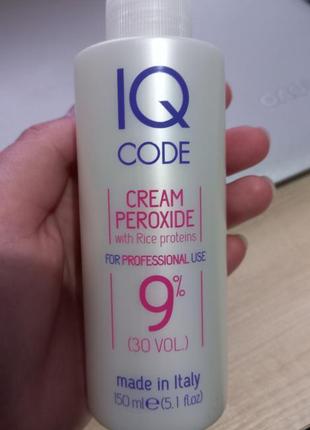 IQ
CODE
CREAM
PEROXIDE
with Rice proteins
FOR PROFESSIONAL USE
9%
(30 VOL.)
made in Italy
150 ml ℮ (5.1 fl oz)